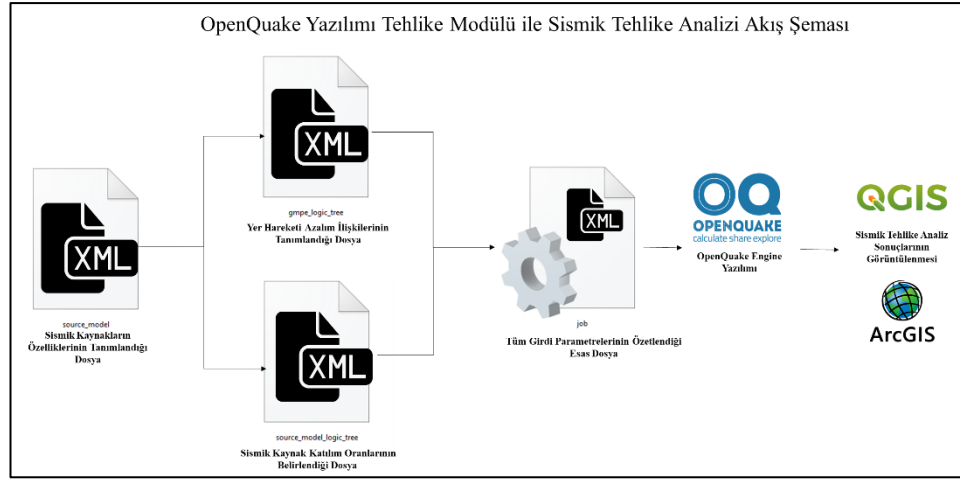 OpenQuake Yazılımı Tehlike Modülü ile Sismik Tehlike Analizi Akış Şeması
XML
source_model
Sismik Kaynakların
Özelliklerinin Tanımlandığı
Dosya
XML
gmpe_logic_tree
Yer Hareketi Azalım İlişkilerinin
Tanımlandığı Dosya
XML
source_model_logic_tree
Sismik Kaynak Katılım Oranlarının
Belirlendiği Dosya
XML
job
Tüm Girdi Parametrelerinin Özetlendiği
Esas Dosya
OQ
OPENQUAKE
calculate share explore
OpenQuake Engine
Yazılımı
QGIS
Sismik Tehlike Analiz
Sonuçlarının
Görüntülenmesi
ArcGIS